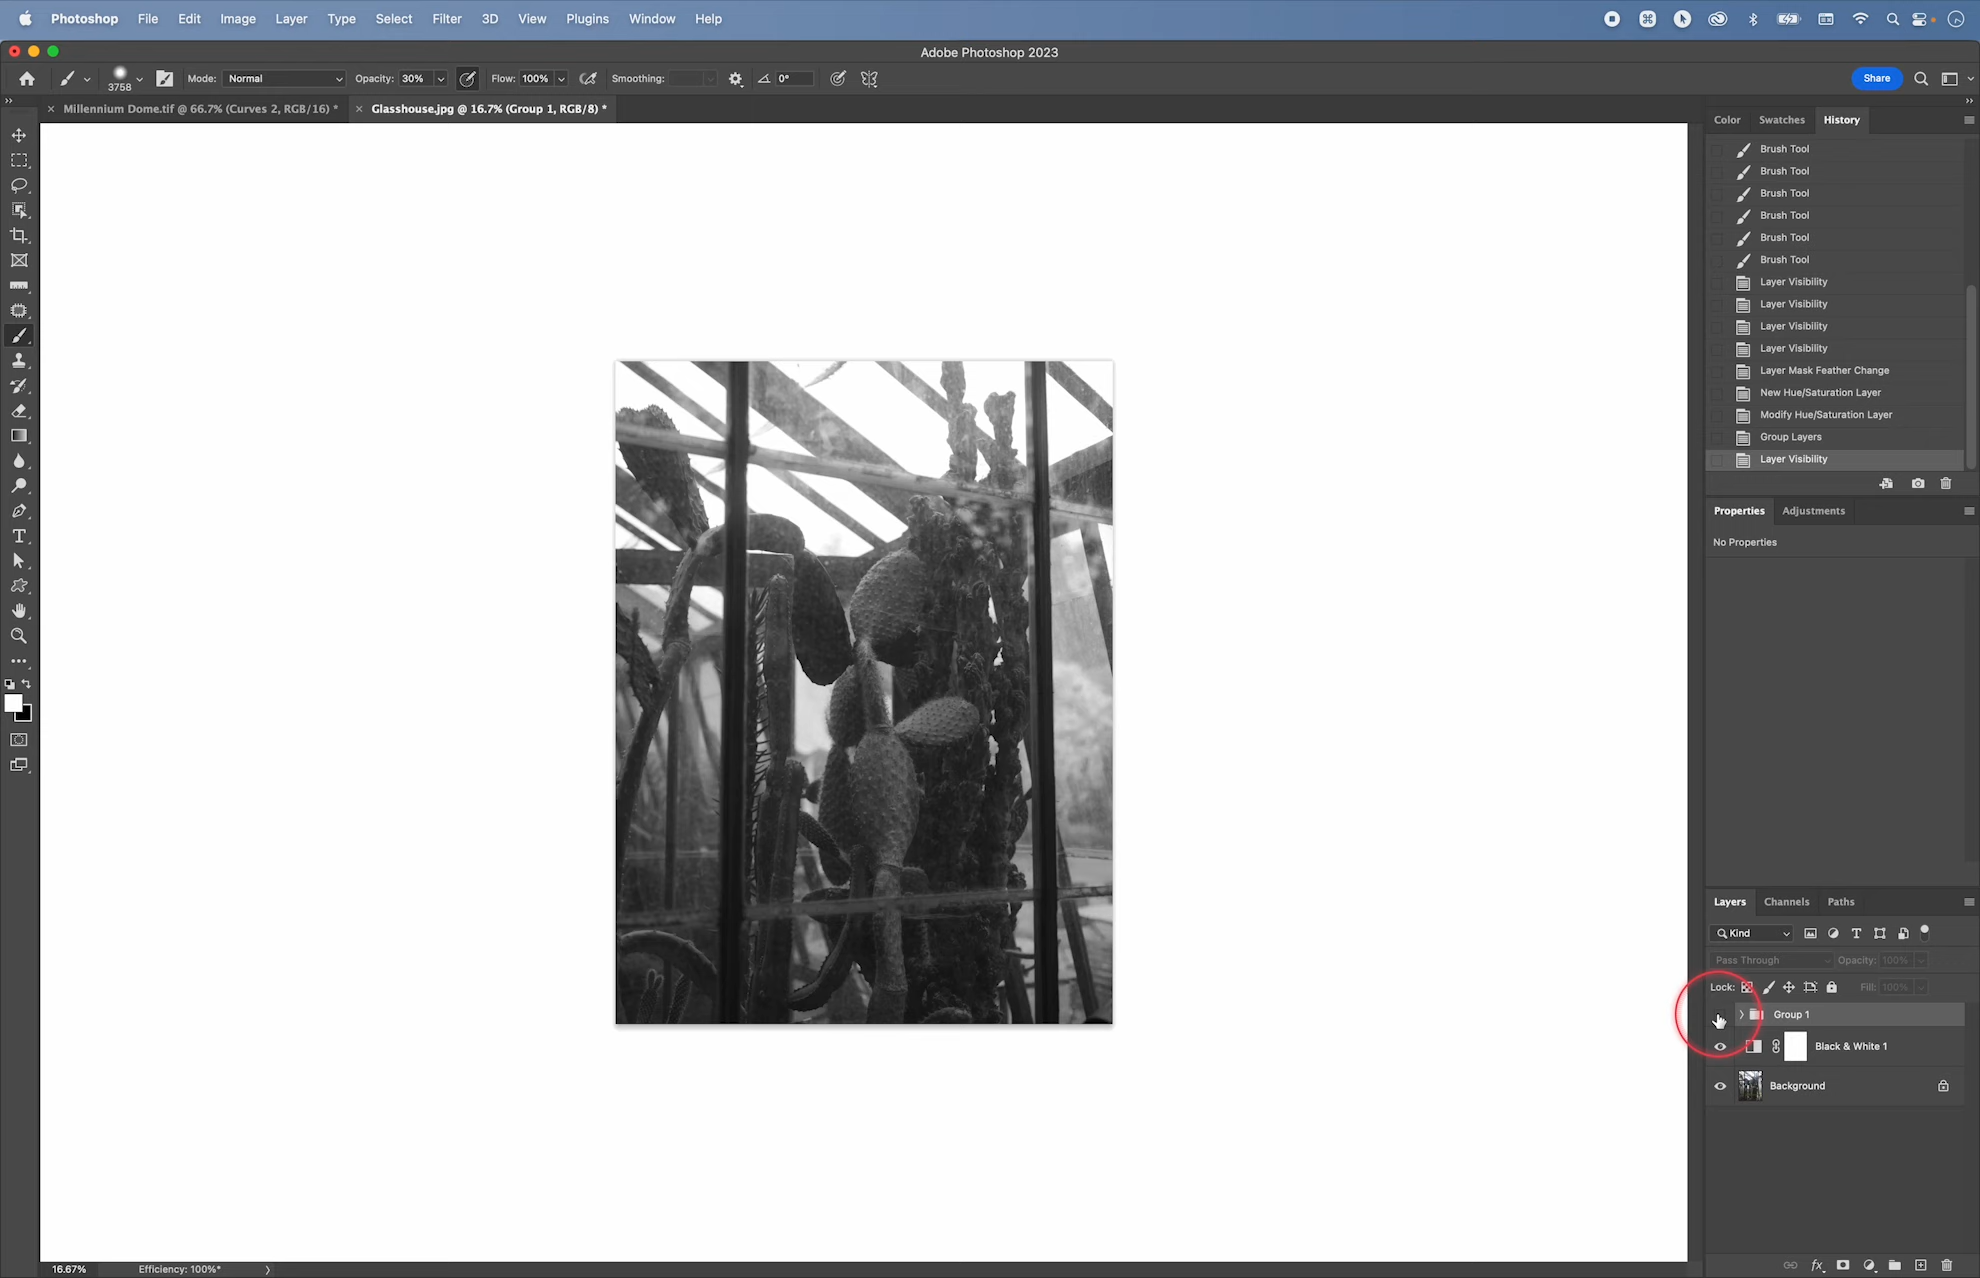 Photoshop File Edit Image Layer Type Select Filter 3D View Plugins Window Help
Adobe Photoshop 2023
3758 Mode: Normal Opacity: 30% Flow: 100% Smoothing: 0° Share
Millennium Dome.tif @ 66.7% (Curves 2, RGB/16) * Glasshouse.jpg @ 16.7% (Group 1, RGB/8) *
Color Swatches History
Brush Tool
Brush Tool
Brush Tool
Brush Tool
Brush Tool
Brush Tool
Layer Visibility
Layer Visibility
Layer Visibility
Layer Visibility
Layer Mask Feather Change
New Hue/Saturation Layer
Modify Hue/Saturation Layer
Group Layers
Layer Visibility
Properties Adjustments
No Properties
Layers Channels Paths
Kind
Pass Through Opacity: 100%
Lock: Fill: 100%
Group 1
Black & White 1
Background
fx
16.67% Efficiency: 100%*